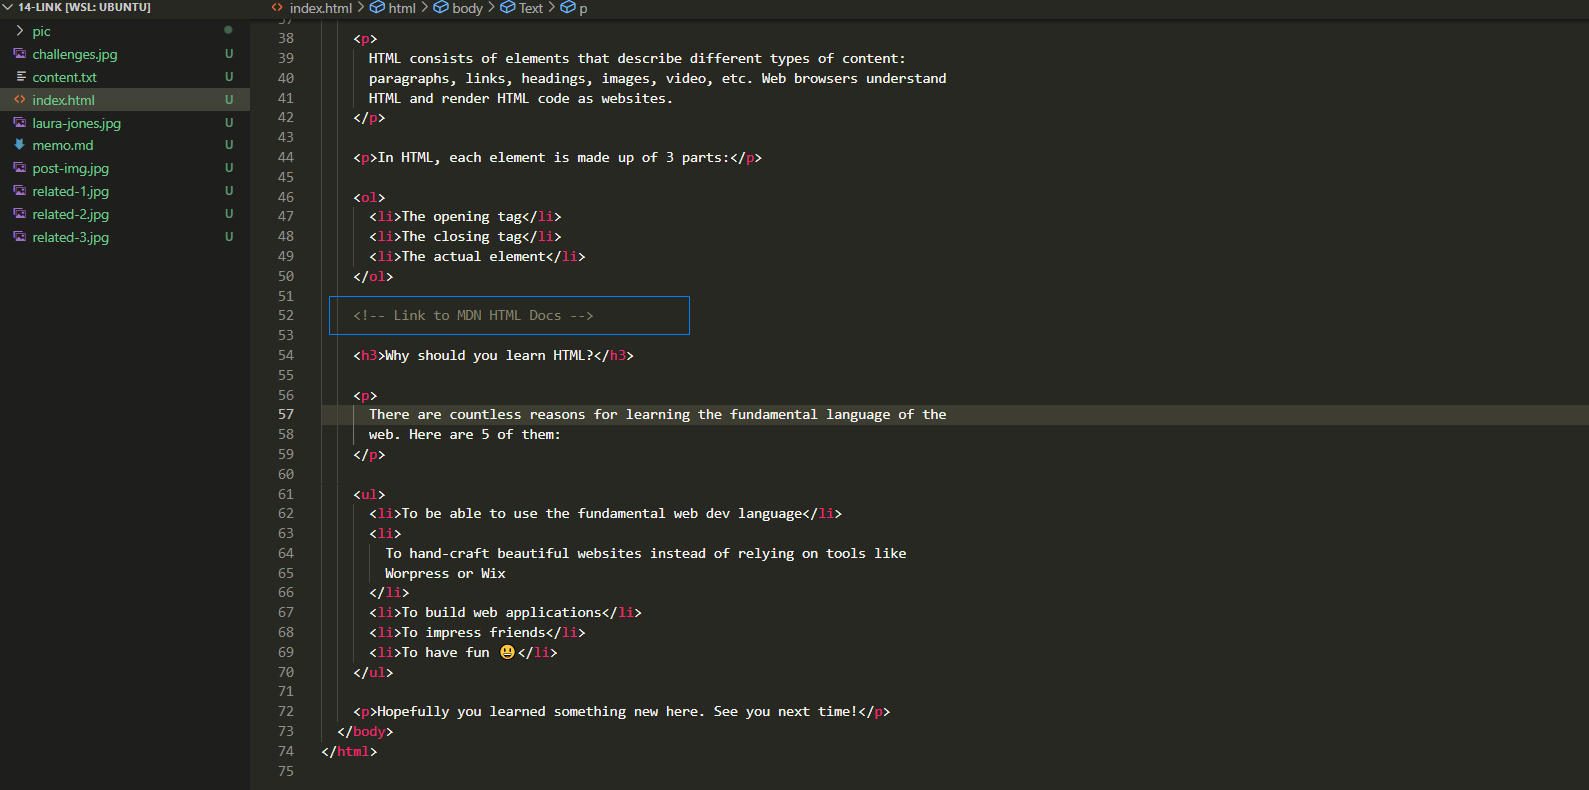 14-LINK [WSL: UBUNTU]
pic
challenges.jpg U
content.txt U
index.html U
laura-jones.jpg U
memo.md U
post-img.jpg U
related-1.jpg U
related-2.jpg U
related-3.jpg U
index.html > html > body > Text > p
37
38 <p>
39 HTML consists of elements that describe different types of content:
40 paragraphs, links, headings, images, video, etc. Web browsers understand
41 HTML and render HTML code as websites.
42 </p>
43
44 <p>In HTML, each element is made up of 3 parts:</p>
45
46 <ol>
47 <li>The opening tag</li>
48 <li>The closing tag</li>
49 <li>The actual element</li>
50 </ol>
51
52 <!-- Link to MDN HTML Docs -->
53
54 <h3>Why should you learn HTML?</h3>
55
56 <p>
57 There are countless reasons for learning the fundamental language of the
58 web. Here are 5 of them:
59 </p>
60
61 <ul>
62 <li>To be able to use the fundamental web dev language</li>
63 <li>
64 To hand-craft beautiful websites instead of relying on tools like
65 Worpress or Wix
66 </li>
67 <li>To build web applications</li>
68 <li>To impress friends</li>
69 <li>To have fun 😃</li>
70 </ul>
71
72 <p>Hopefully you learned something new here. See you next time!</p>
73 </body>
74 </html>
75